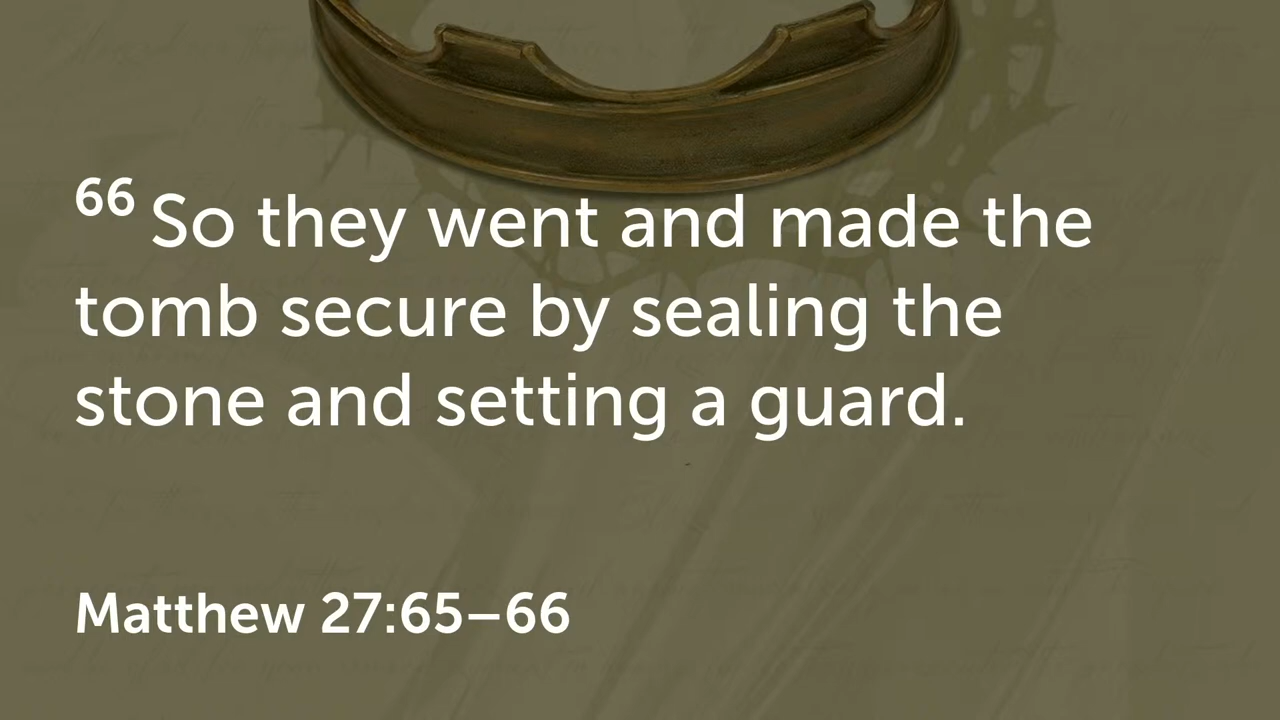 66 So they went and made the
tomb secure by sealing the
stone and setting a guard.
Matthew 27:65–66